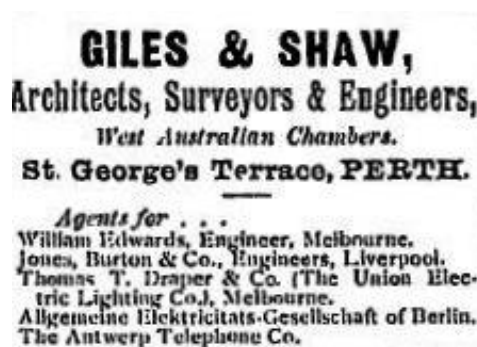 GILES & SHAW,
Architects, Surveyors & Engineers,
West Australian Chambers.
St. George's Terrace, PERTH.
Agents for . . .
William Edwards, Engineer, Melbourne.
Jones, Burton & Co., Engineers, Liverpool.
Thomas T. Draper & Co. (The Union Elec-
tric Lighting Co.), Melbourne.
Allgemeine Elektricitats-Gesellschaft of Berlin.
The Antwerp Telephone Co.